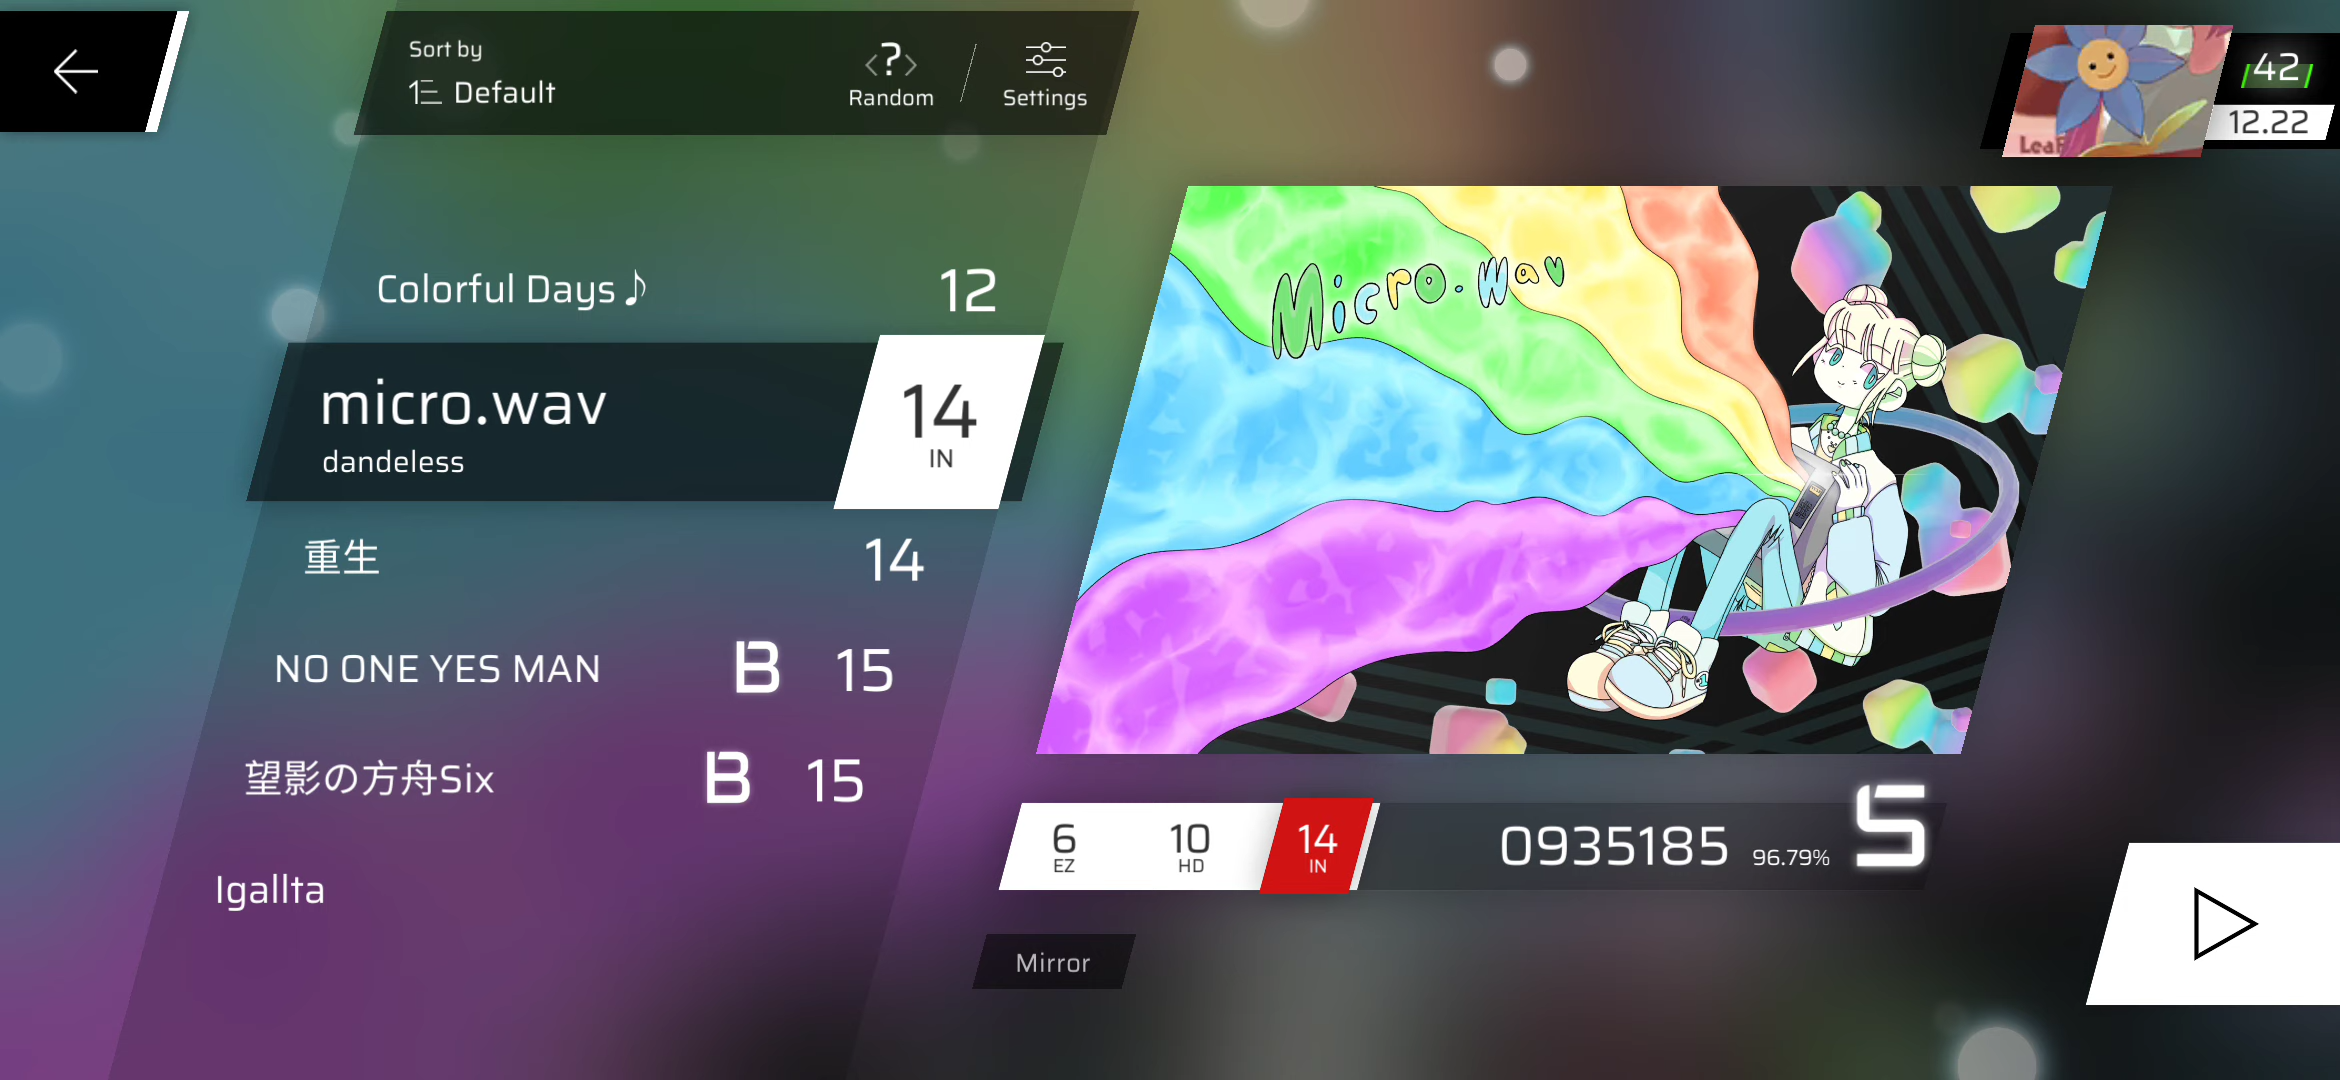 Sort by
Default
<?>
Random
Settings
42
12.22
LeaF
Colorful Days♪
12
micro.wav
dandeless
14
IN
重生
14
NO ONE YES MAN
B
15
望影の方舟Six
B
15
Igallta
Micro.wav
6
EZ
10
HD
14
IN
0935185
96.79%
S
Mirror